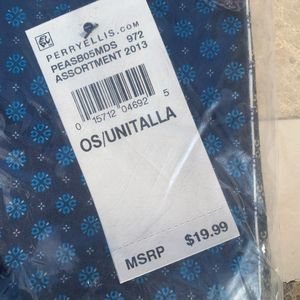 PERRYELLIS.COM
PEASB05MDS 972
ASSORTMENT 2013
0 15712 04692 5
OS/UNITALLA
MSRP $19.99